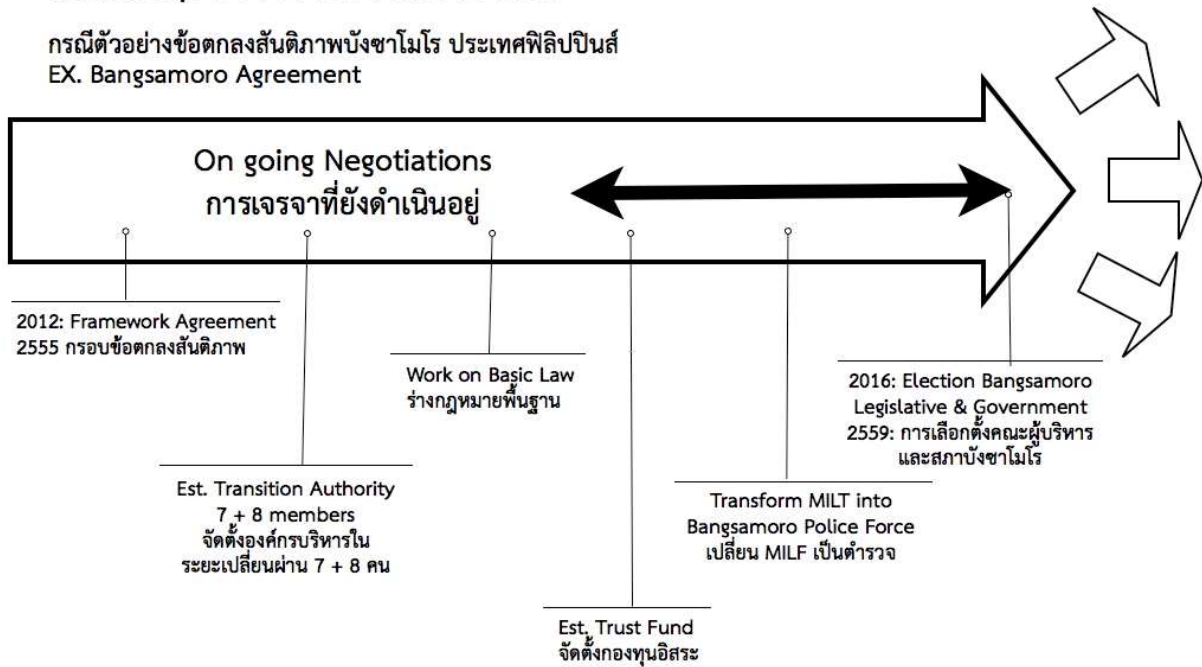 กรณีตัวอย่างข้อตกลงสันติภาพบังซาโมโร ประเทศฟิลิปปินส์
EX. Bangsamoro Agreement
On going Negotiations
การเจรจาที่ยังดำเนินอยู่
2012: Framework Agreement
2555 กรอบข้อตกลงสันติภาพ
Est. Transition Authority
7 + 8 members
จัดตั้งองค์กรบริหารใน
ระยะเปลี่ยนผ่าน 7 + 8 คน
Work on Basic Law
ร่างกฎหมายพื้นฐาน
Est. Trust Fund
จัดตั้งกองทุนอิสระ
Transform MILT into
Bangsamoro Police Force
เปลี่ยน MILF เป็นตำรวจ
2016: Election Bangsamoro
Legislative & Government
2559: การเลือกตั้งคณะผู้บริหาร
และสภาบังซาโมโร